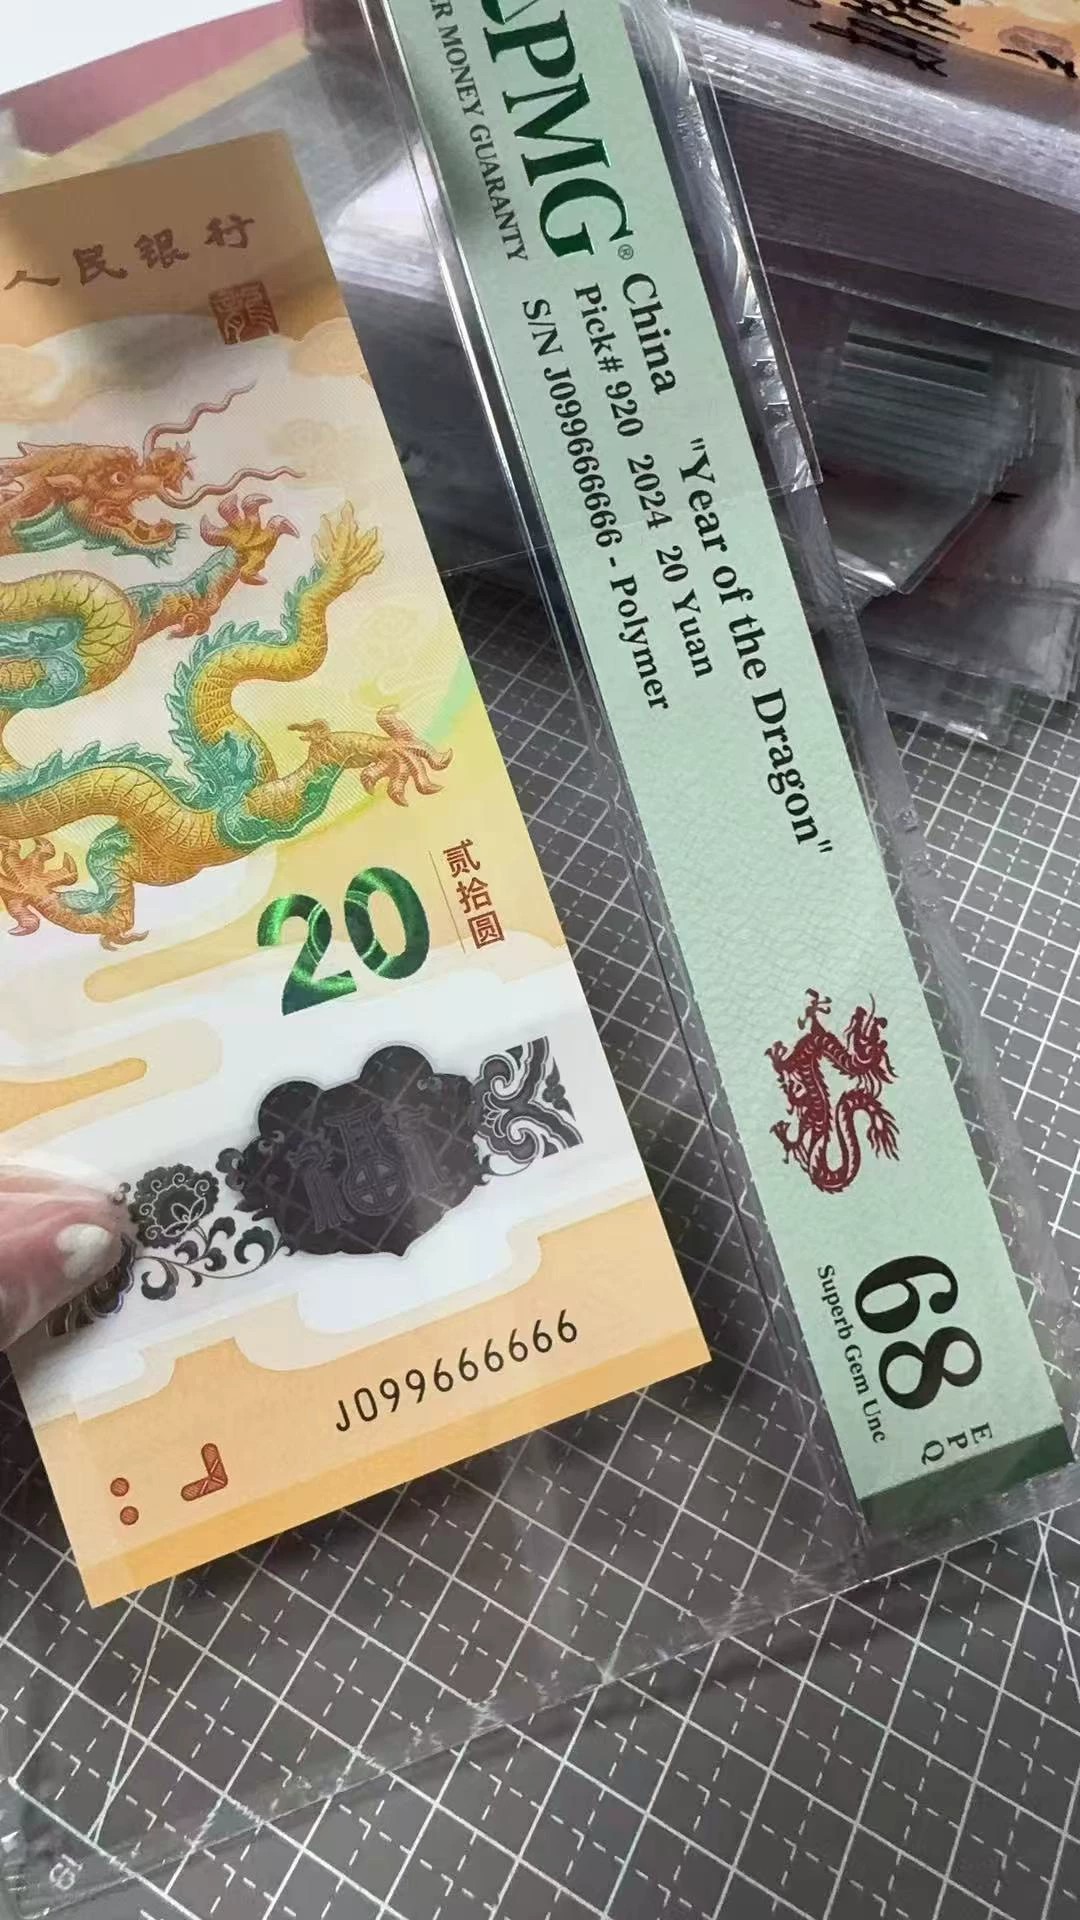 人民银行
20
贰拾圆
J099666666
PMG®
MONEY GUARANTY
China "Year of the Dragon"
Pick# 920 2024 20 Yuan
S/N J099666666 - Polymer
68
EPQ
Superb Gem Unc